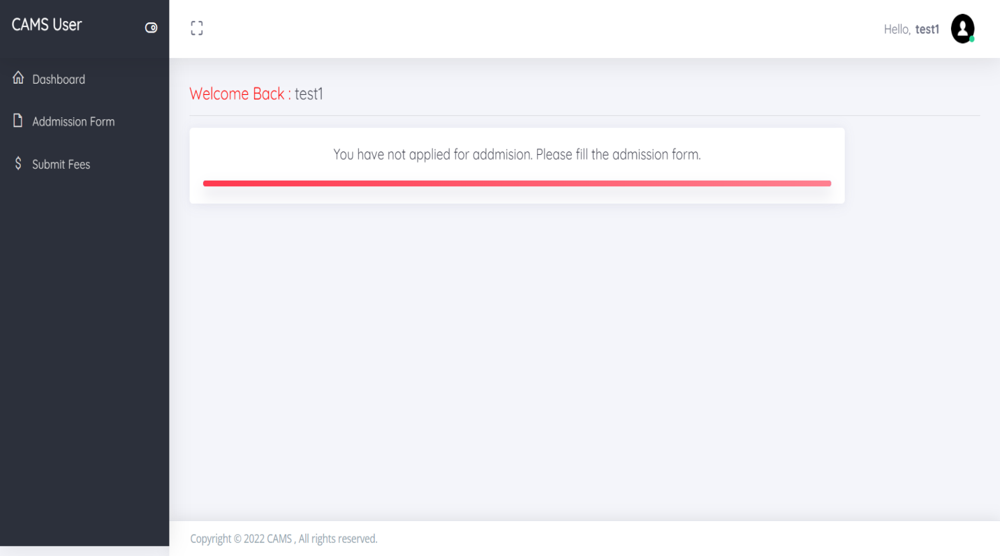 CAMS User
Hello, test1
Dashboard
Addmission Form
Submit Fees
Welcome Back : test1
You have not applied for addmision. Please fill the admission form.
Copyright © 2022 CAMS , All rights reserved.